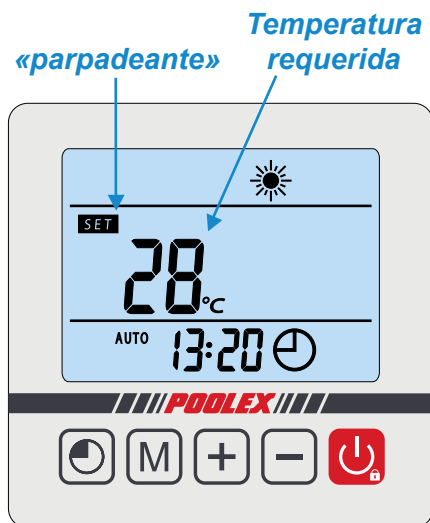 Temperatura
requerida
«parpadeante»
SET
28°C
AUTO 13:20
POOLEX
M + −